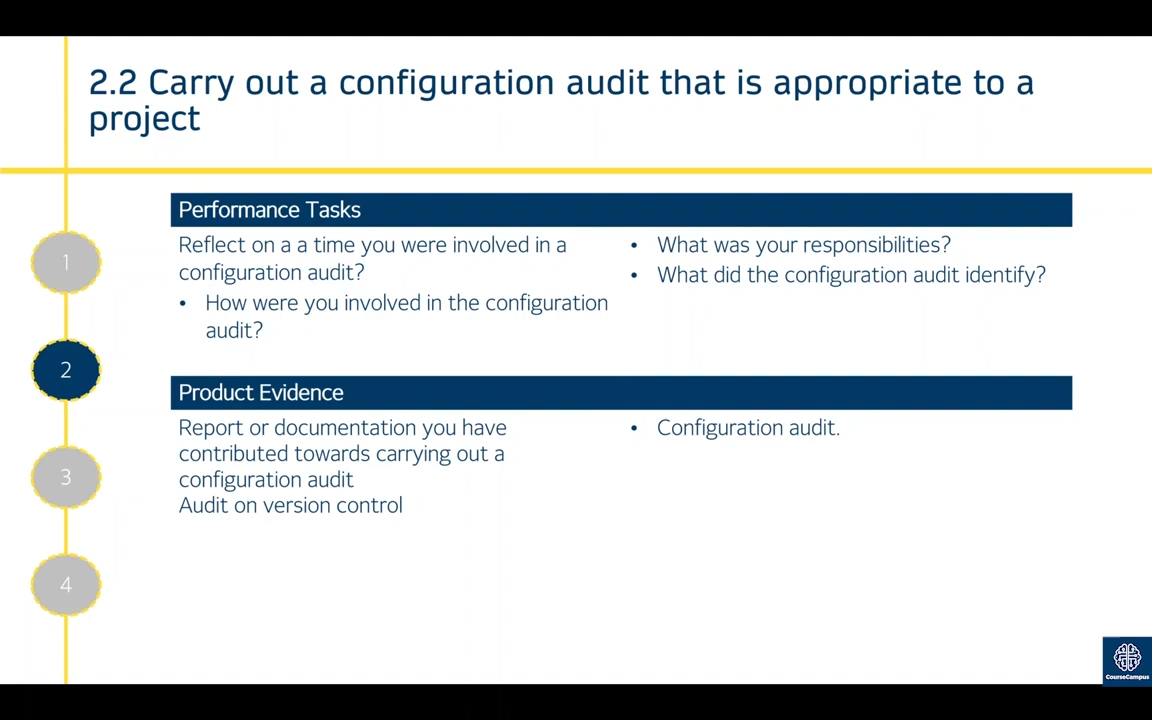 2.2 Carry out a configuration audit that is appropriate to a
project
Performance Tasks
Reflect on a a time you were involved in a
configuration audit?
• How were you involved in the configuration
audit?
• What was your responsibilities?
• What did the configuration audit identify?
Product Evidence
Report or documentation you have
contributed towards carrying out a
configuration audit
Audit on version control
• Configuration audit.
1
2
3
4
CourseCampus